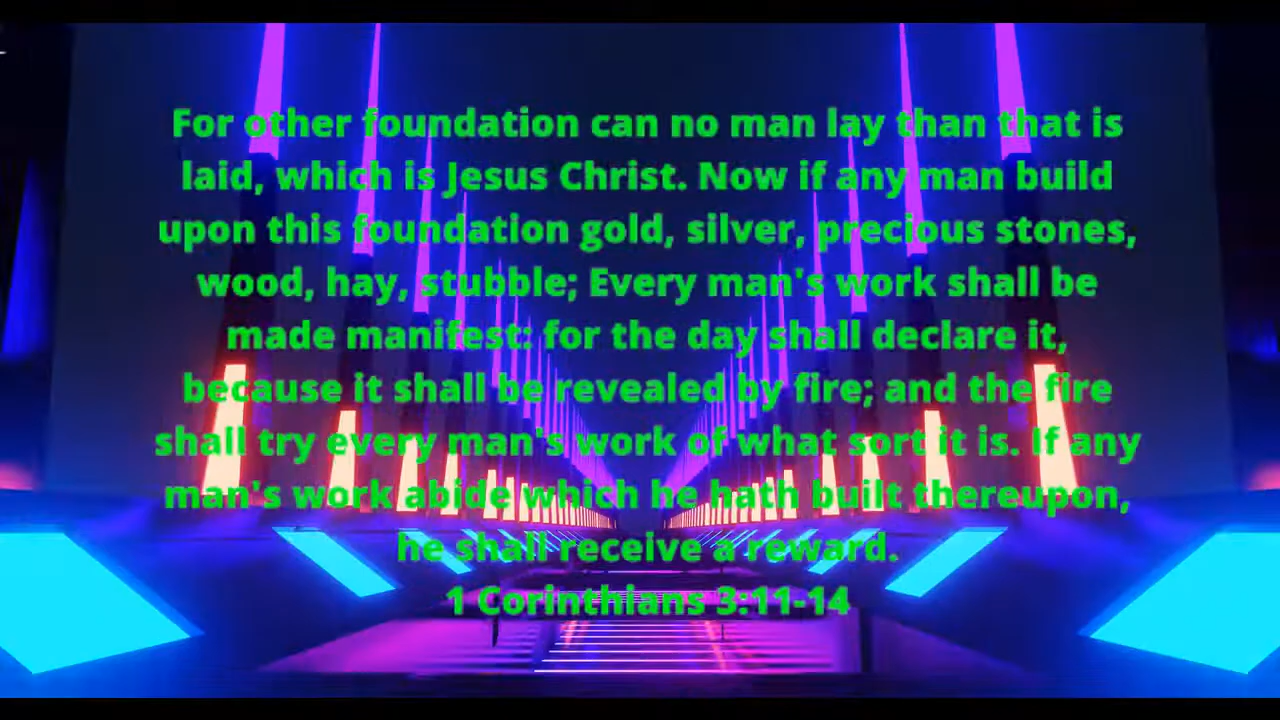 For other foundation can no man lay than that is
laid, which is Jesus Christ. Now if any man build
upon this foundation gold, silver, precious stones,
wood, hay, stubble; Every man's work shall be
made manifest: for the day shall declare it,
because it shall be revealed by fire; and the fire
shall try every man's work of what sort it is. If any
man's work abide which he hath built thereupon,
he shall receive a reward.
1 Corinthians 3:11-14